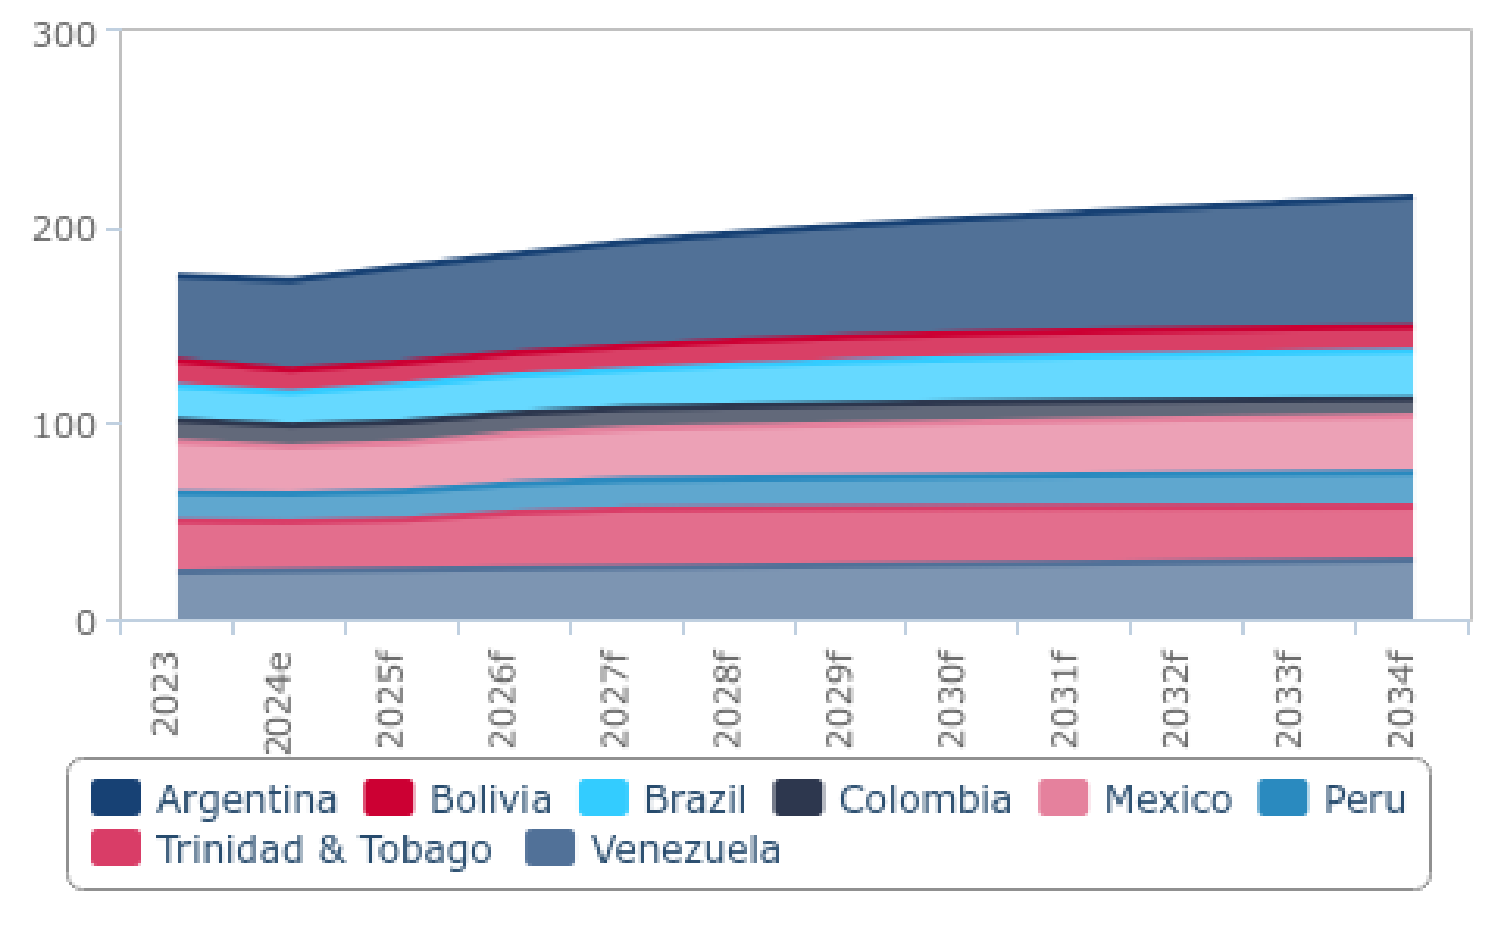 300
200
100
0
2023 2024e 2025f 2026f 2027f 2028f 2029f 2030f 2031f 2032f 2033f 2034f
Argentina Bolivia Brazil Colombia Mexico Peru
Trinidad & Tobago Venezuela